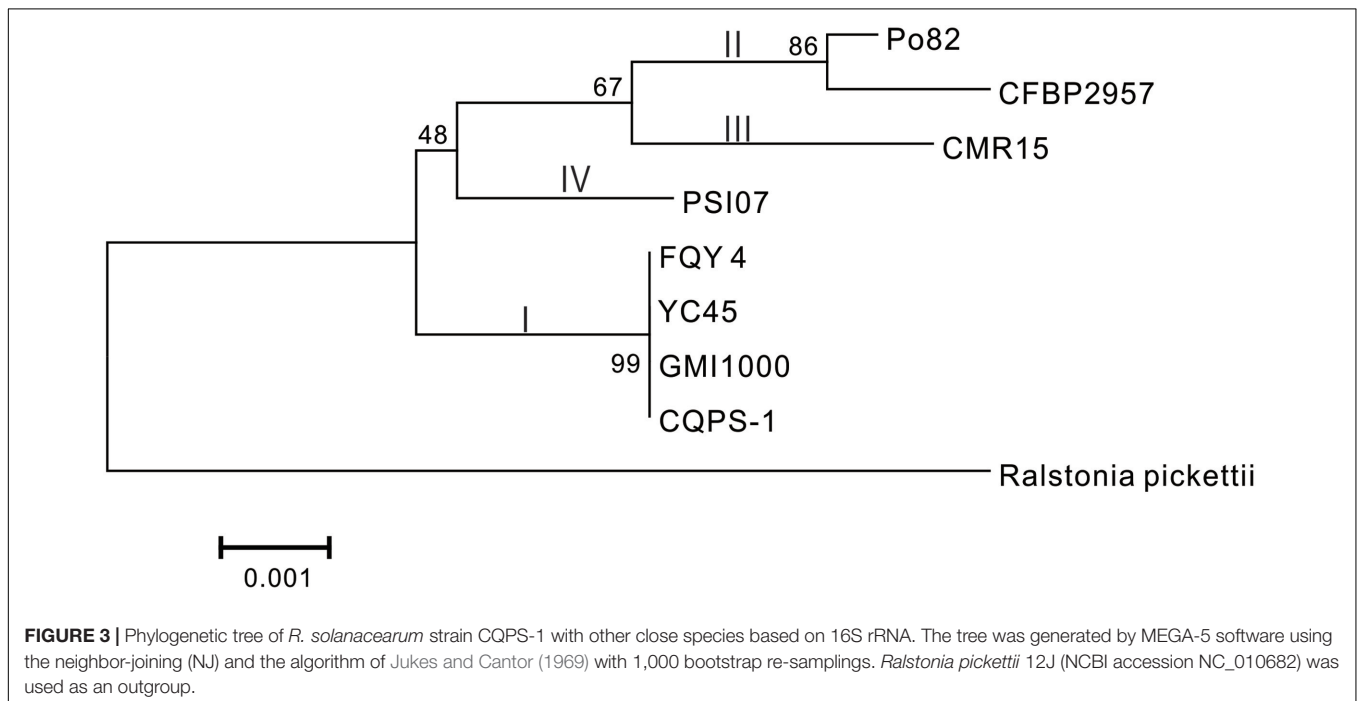 II
86
Po82
CFBP2957
67
III
CMR15
48
IV
PSI07
FQY 4
YC45
I
99
GMI1000
CQPS-1
Ralstonia pickettii
0.001
FIGURE 3 | Phylogenetic tree of R. solanacearum strain CQPS-1 with other close species based on 16S rRNA. The tree was generated by MEGA-5 software using
the neighbor-joining (NJ) and the algorithm of Jukes and Cantor (1969) with 1,000 bootstrap re-samplings. Ralstonia pickettii 12J (NCBI accession NC_010682) was
used as an outgroup.